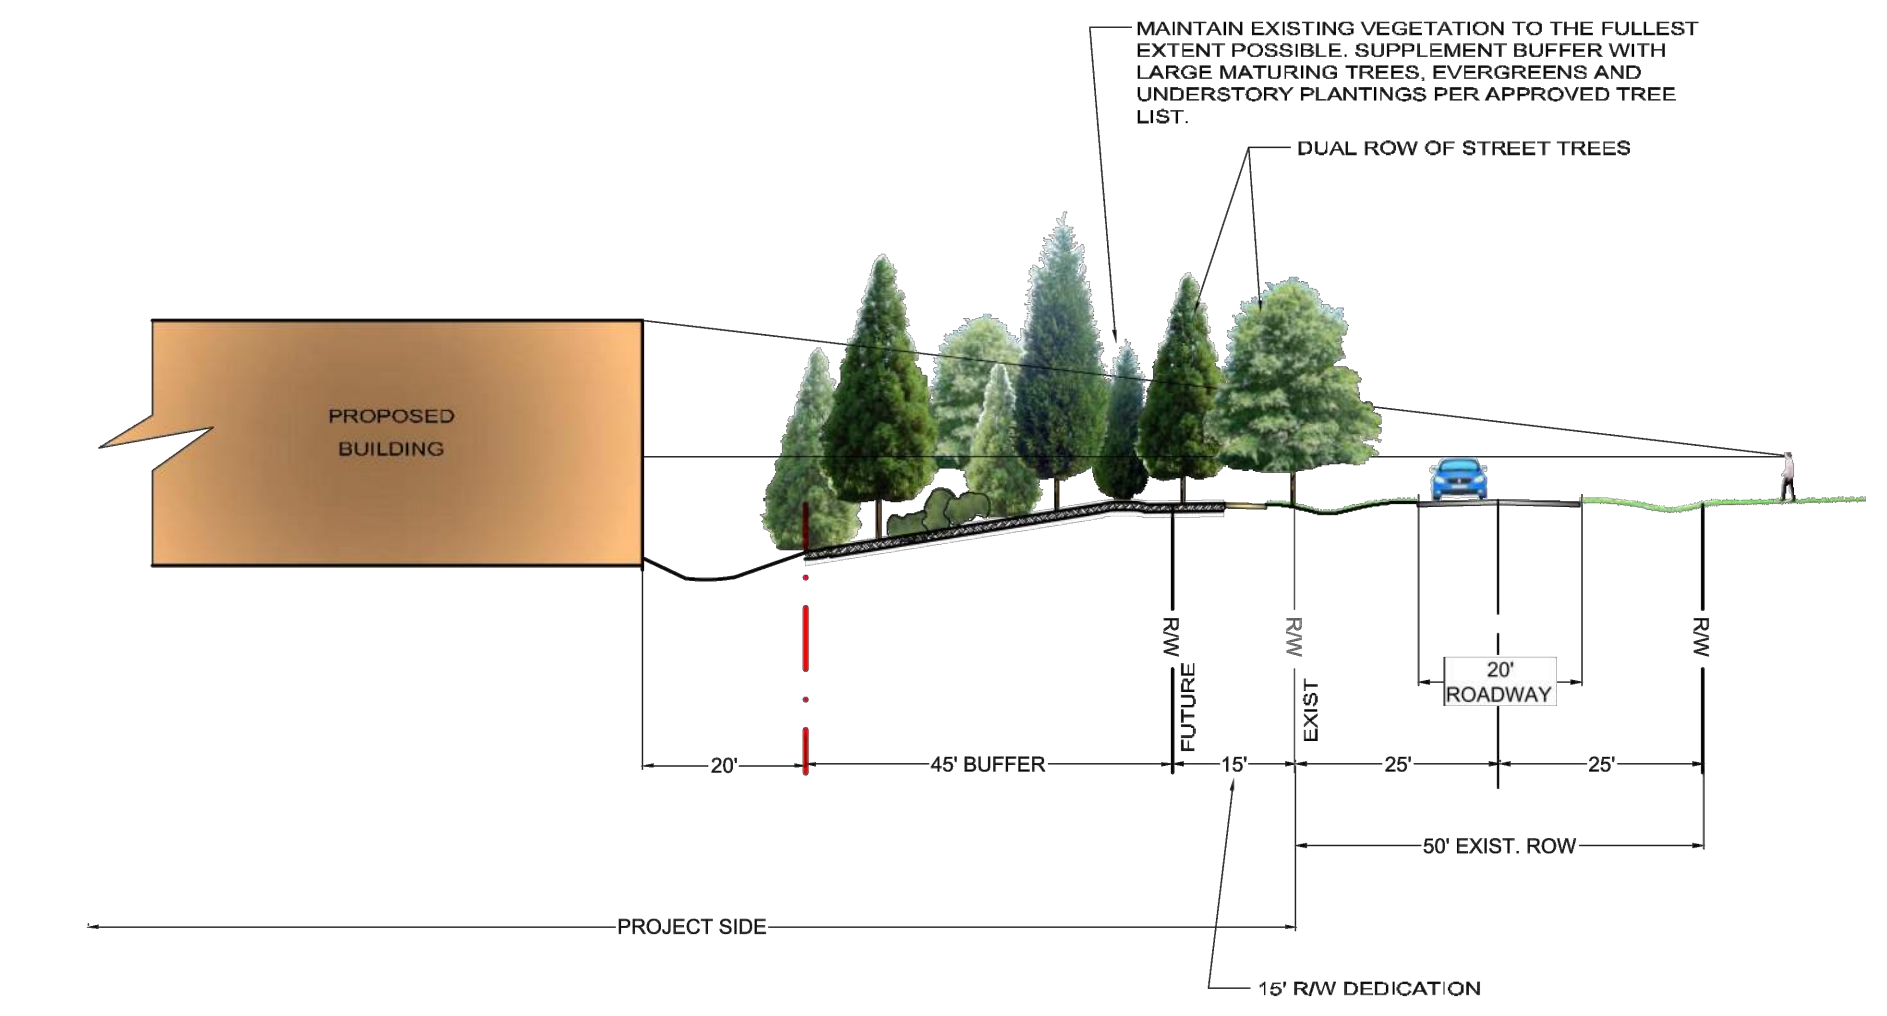 MAINTAIN EXISTING VEGETATION TO THE FULLEST
EXTENT POSSIBLE. SUPPLEMENT BUFFER WITH
LARGE MATURING TREES, EVERGREENS AND
UNDERSTORY PLANTINGS PER APPROVED TREE
LIST.
DUAL ROW OF STREET TREES
PROPOSED
BUILDING
R/W
FUTURE
R/W
EXIST
R/W
20'
ROADWAY
20'
45' BUFFER
15'
25'
25'
50' EXIST. ROW
PROJECT SIDE
15' R/W DEDICATION